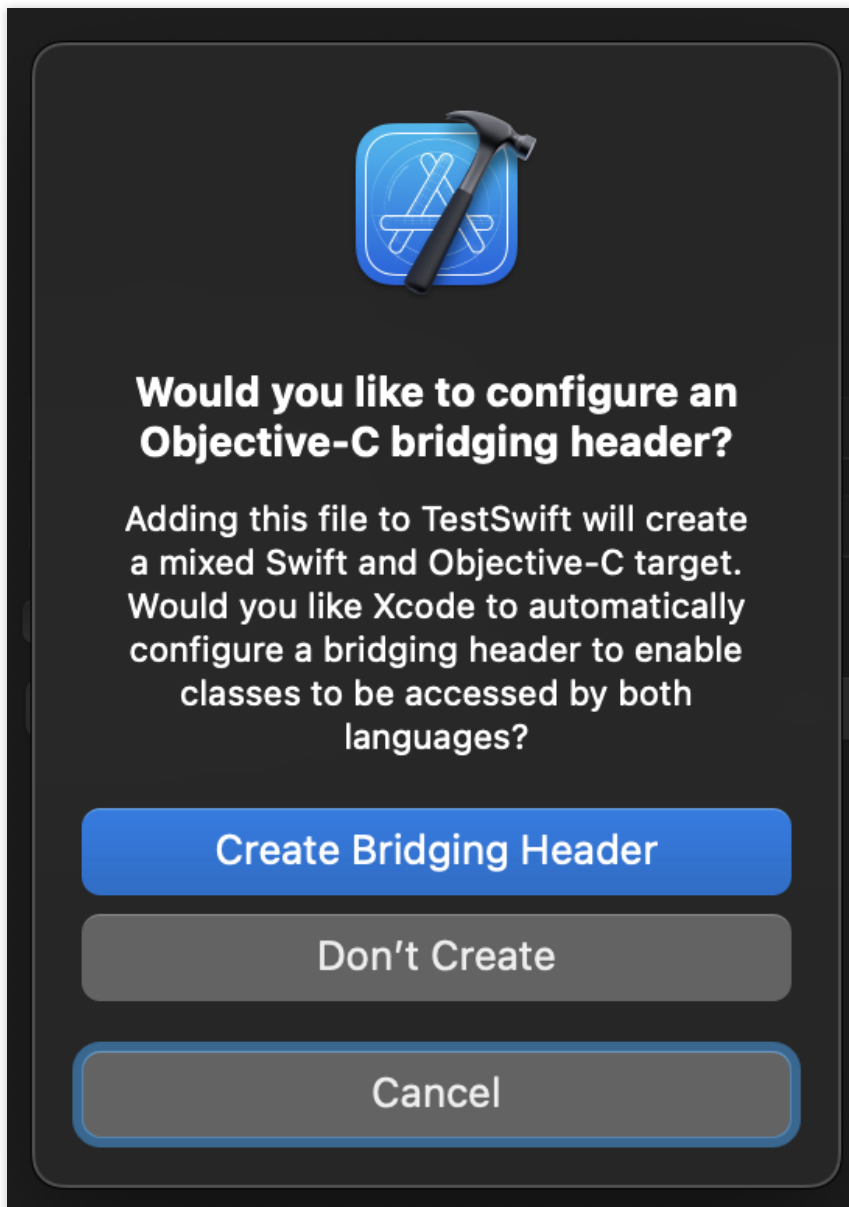 Would you like to configure an
Objective-C bridging header?
Adding this file to TestSwift will create
a mixed Swift and Objective-C target.
Would you like Xcode to automatically
configure a bridging header to enable
classes to be accessed by both
languages?
Create Bridging Header
Don’t Create
Cancel